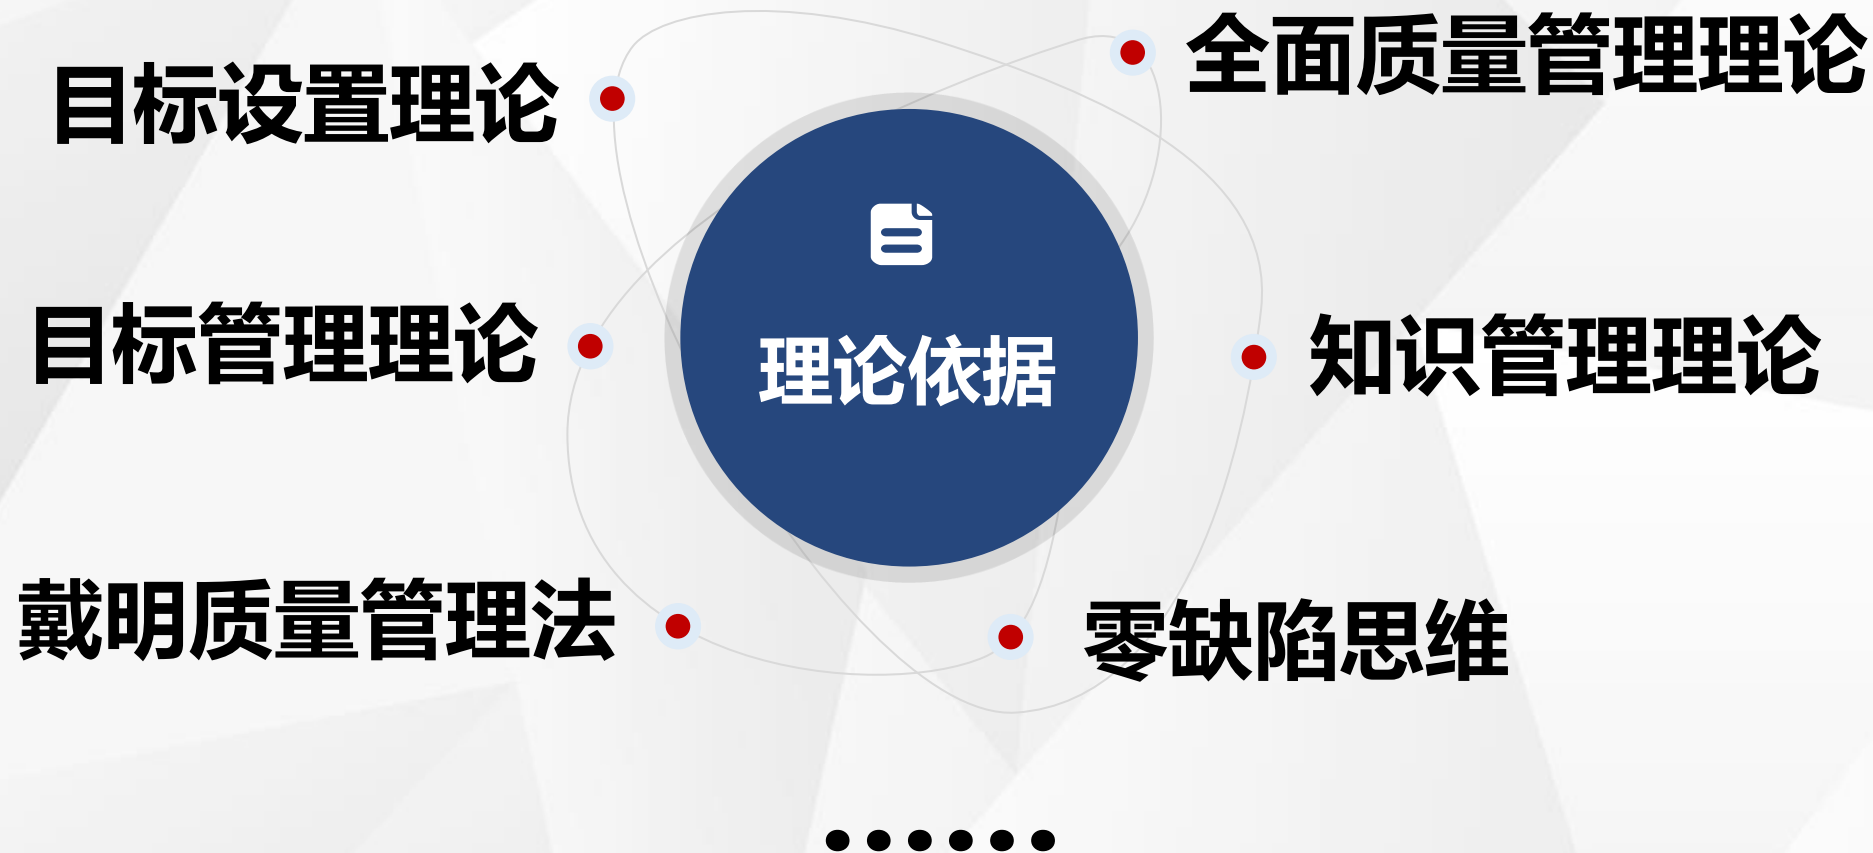 目标设置理论
全面质量管理理论
目标管理理论
理论依据
知识管理理论
戴明质量管理法
零缺陷思维
••••••